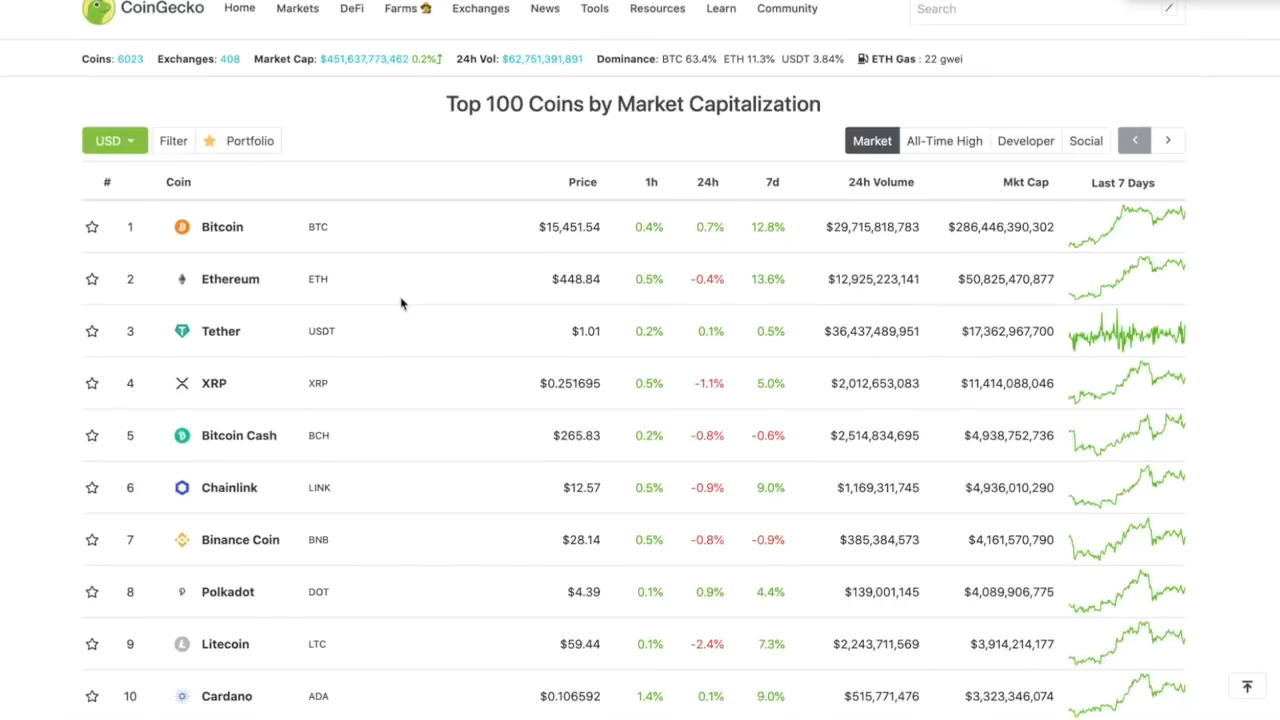 CoinGecko Home Markets DeFi Farms Exchanges News Tools Resources Learn Community Search /
Coins: 6023 Exchanges: 408 Market Cap: $451,637,773,462 0.2% 24h Vol: $62,751,391,891 Dominance: BTC 63.4% ETH 11.3% USDT 3.84% ETH Gas : 22 gwei
Top 100 Coins by Market Capitalization
USD Filter Portfolio Market All-Time High Developer Social < >
# Coin Price 1h 24h 7d 24h Volume Mkt Cap Last 7 Days
1 Bitcoin BTC $15,451.54 0.4% 0.7% 12.8% $29,715,818,783 $286,446,390,302
2 Ethereum ETH $448.84 0.5% -0.4% 13.6% $12,925,223,141 $50,825,470,877
3 Tether USDT $1.01 0.2% 0.1% 0.5% $36,437,489,951 $17,362,967,700
4 XRP XRP $0.251695 0.5% -1.1% 5.0% $2,012,653,083 $11,414,088,046
5 Bitcoin Cash BCH $265.83 0.2% -0.8% -0.6% $2,514,834,695 $4,938,752,736
6 Chainlink LINK $12.57 0.5% -0.9% 9.0% $1,169,311,745 $4,936,010,290
7 Binance Coin BNB $28.14 0.5% -0.8% -0.9% $385,384,573 $4,161,570,790
8 Polkadot DOT $4.39 0.1% 0.9% 4.4% $139,001,145 $4,089,906,775
9 Litecoin LTC $59.44 0.1% -2.4% 7.3% $2,243,711,569 $3,914,214,177
10 Cardano ADA $0.106592 1.4% 0.1% 9.0% $515,771,476 $3,323,346,074